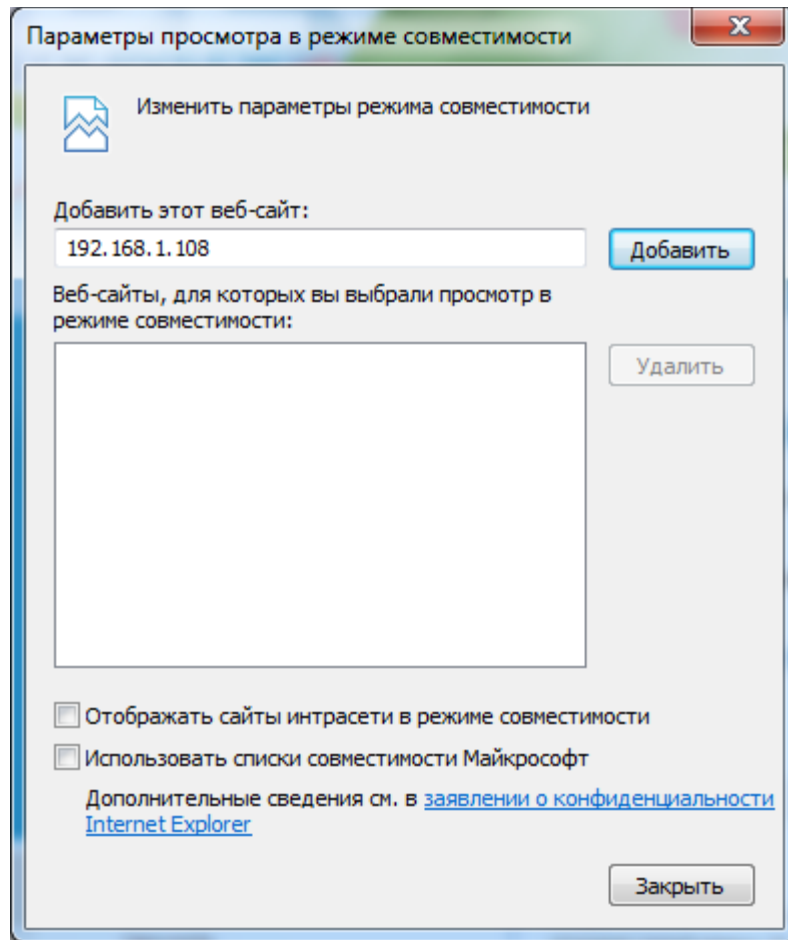 Параметры просмотра в режиме совместимости
Изменить параметры режима совместимости
Добавить этот веб-сайт:
192.168.1.108
Добавить
Веб-сайты, для которых вы выбрали просмотр в
режиме совместимости:
Удалить
Отображать сайты интрасети в режиме совместимости
Использовать списки совместимости Майкрософт
Дополнительные сведения см. в заявлении о конфиденциальности
Internet Explorer
Закрыть